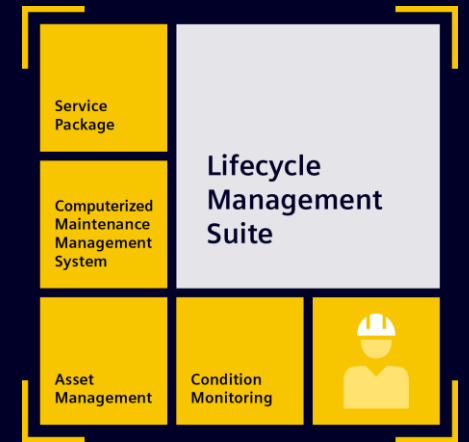 Service
Package
Lifecycle
Management
Suite
Computerized
Maintenance
Management
System
Asset
Management
Condition
Monitoring